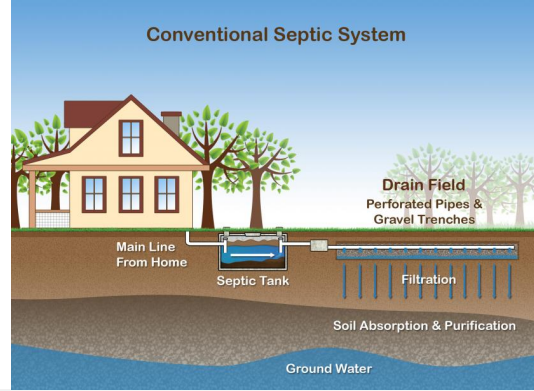 Conventional Septic System
Drain Field
Perforated Pipes &
Gravel Trenches
Main Line
From Home
Septic Tank
Filtration
Soil Absorption & Purification
Ground Water